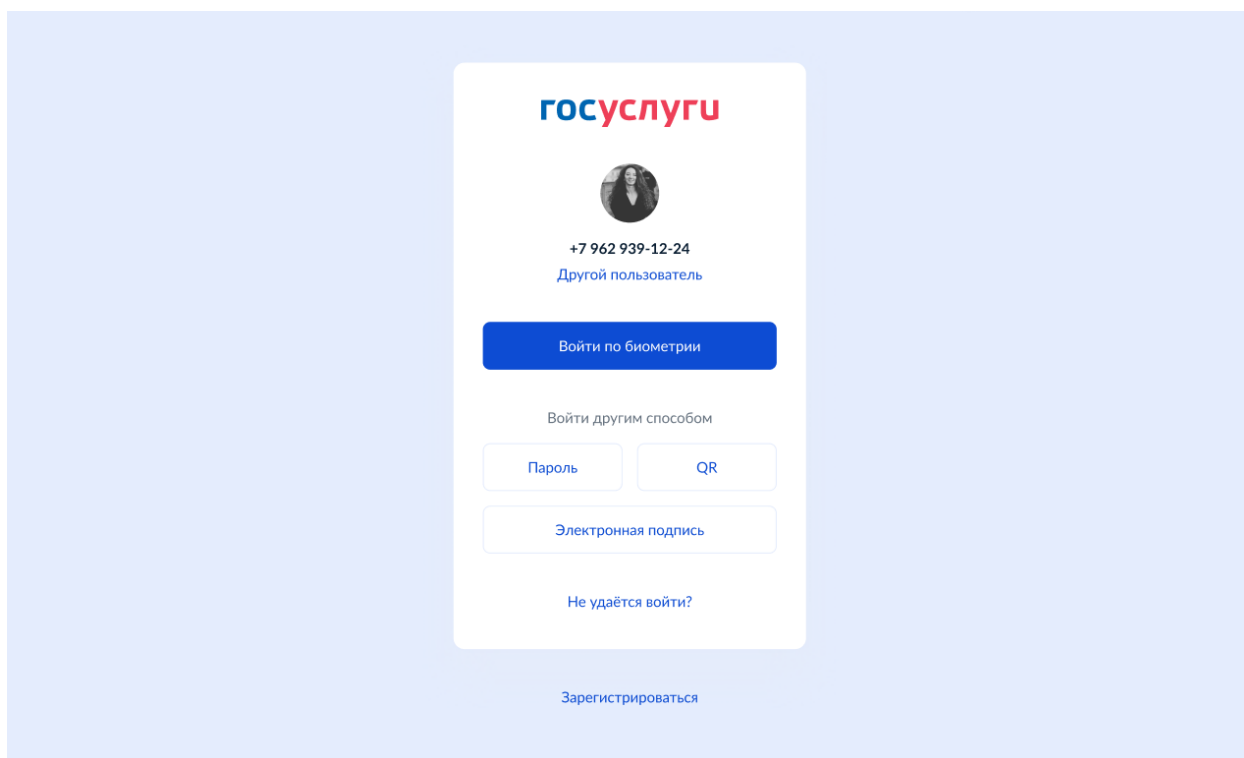 госуслуги
+7 962 939-12-24
Другой пользователь
Войти по биометрии
Войти другим способом
Пароль
QR
Электронная подпись
Не удаётся войти?
Зарегистрироваться